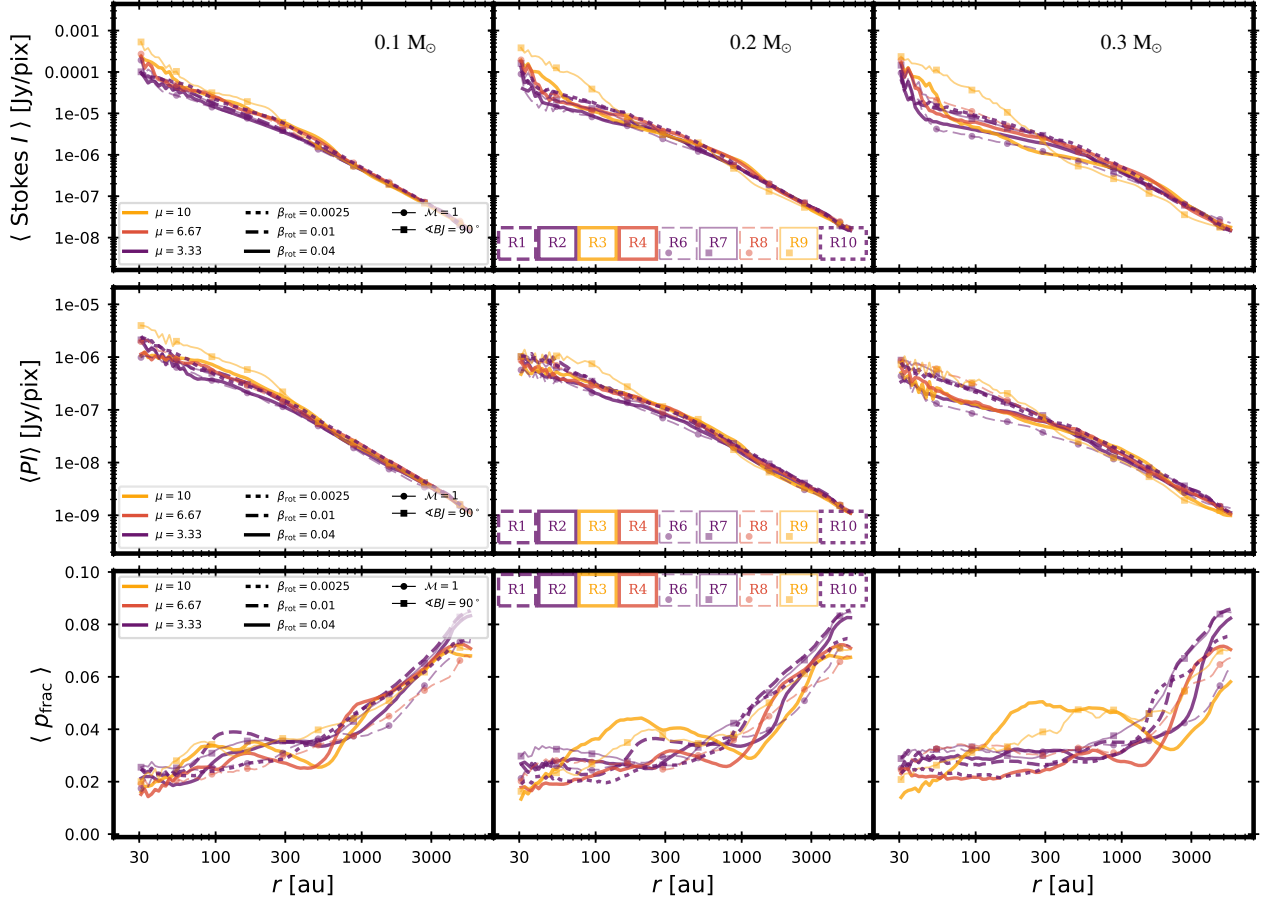 ⟨ Stokes I ⟩ [Jy/pix]
0.001
0.0001
1e-05
1e-06
1e-07
1e-08
0.1 M⊙
0.2 M⊙
0.3 M⊙
μ = 10 β_rot = 0.0025 ℳ = 1
μ = 6.67 β_rot = 0.01 ∢BJ = 90°
μ = 3.33 β_rot = 0.04
R1 R2 R3 R4 R6 R7 R8 R9 R10
⟨PI⟩ [Jy/pix]
1e-05
1e-06
1e-07
1e-08
1e-09
μ = 10 β_rot = 0.0025 ℳ = 1
μ = 6.67 β_rot = 0.01 ∢BJ = 90°
μ = 3.33 β_rot = 0.04
R1 R2 R3 R4 R6 R7 R8 R9 R10
⟨ p_frac ⟩
0.10
0.08
0.06
0.04
0.02
0.00
μ = 10 β_rot = 0.0025 ℳ = 1
μ = 6.67 β_rot = 0.01 ∢BJ = 90°
μ = 3.33 β_rot = 0.04
R1 R2 R3 R4 R6 R7 R8 R9 R10
30 100 300 1000 3000
30 100 300 1000 3000
30 100 300 1000 3000
r [au]
r [au]
r [au]